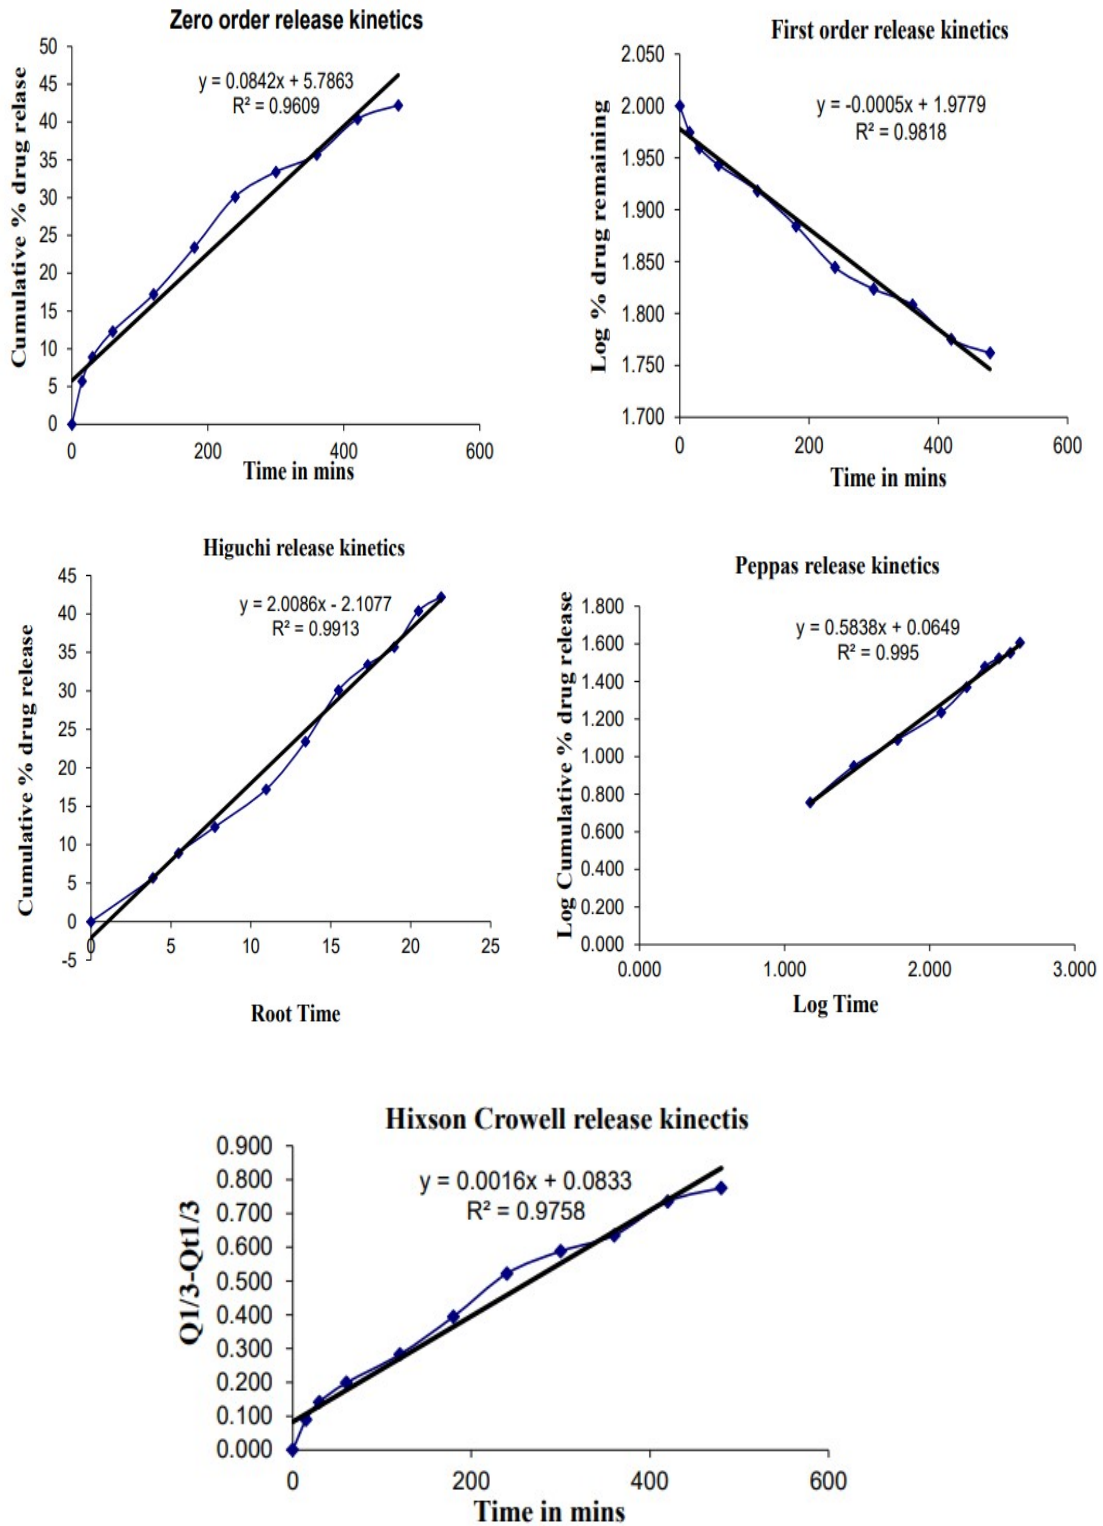 Zero order release kinetics
y = 0.0842x + 5.7863
R² = 0.9609
Cumulative % drug relase
50
45
40
35
30
25
20
15
10
5
0
0 200 400 600
Time in mins
First order release kinetics
y = -0.0005x + 1.9779
R² = 0.9818
Log % drug remaining
2.050
2.000
1.950
1.900
1.850
1.800
1.750
1.700
0 200 400 600
Time in mins
Higuchi release kinetics
y = 2.0086x - 2.1077
R² = 0.9913
Cumulative % drug release
45
40
35
30
25
20
15
10
5
0
-5
0 5 10 15 20 25
Root Time
Peppas release kinetics
y = 0.5838x + 0.0649
R² = 0.995
Log Cumulative % drug release
1.800
1.600
1.400
1.200
1.000
0.800
0.600
0.400
0.200
0.000
0.000 1.000 2.000 3.000
Log Time
Hixson Crowell release kinectis
y = 0.0016x + 0.0833
R² = 0.9758
Q1/3-Qt1/3
0.900
0.800
0.700
0.600
0.500
0.400
0.300
0.200
0.100
0.000
0 200 400 600
Time in mins